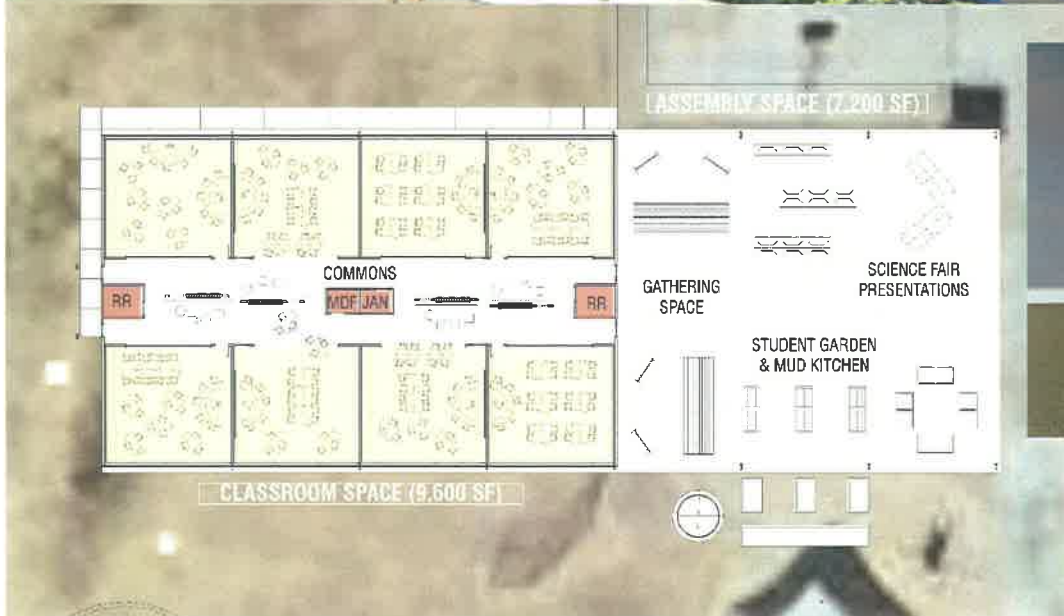 [ASSEMBLY SPACE (7,200 SF)]
COMMONS
RR
MDF JAN
RR
GATHERING
SPACE
SCIENCE FAIR
PRESENTATIONS
STUDENT GARDEN
& MUD KITCHEN
CLASSROOM SPACE (9,600 SF)